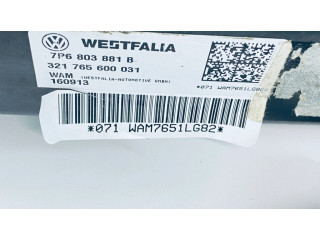 WESTFALIA
7P6 803 881 B
321 765 600 031
WAM (WESTFALIA-AUTOMOTIVE GMBH)
160913
*071 WAM7651LG82
*071 WAM7651LG82*